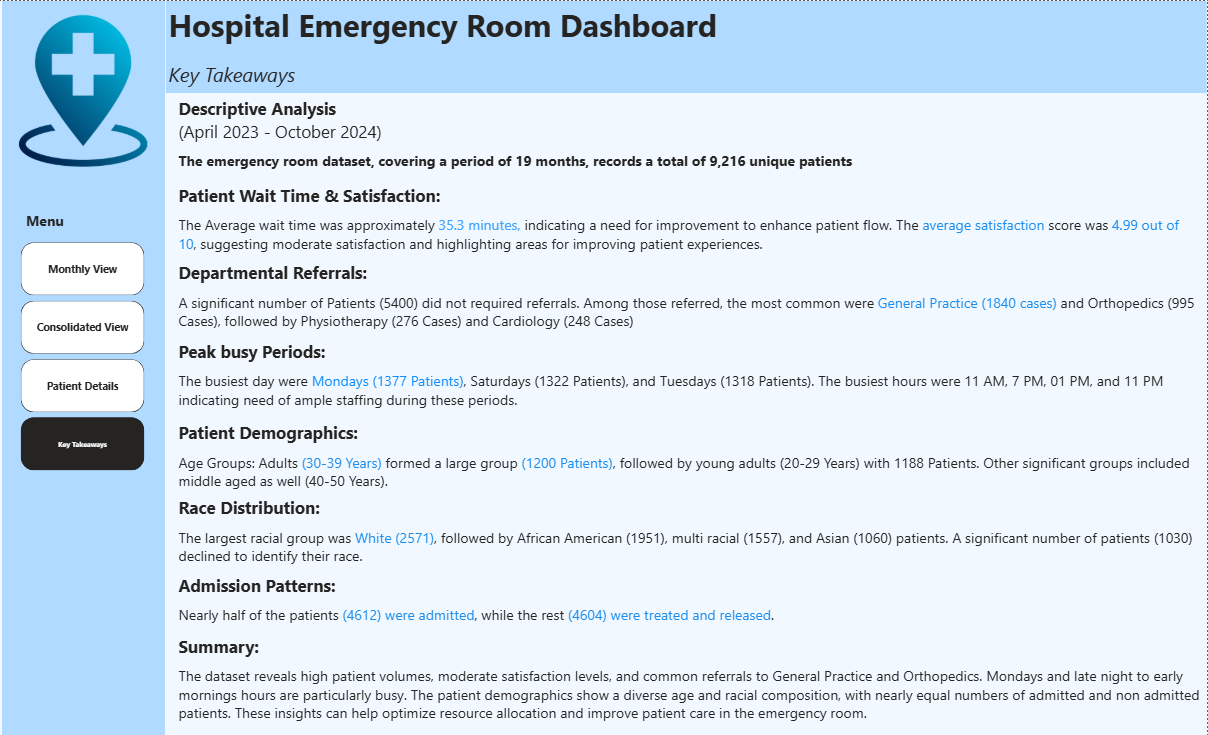 Hospital Emergency Room Dashboard
Key Takeaways
Menu
Monthly View
Consolidated View
Patient Details
Key Takeaways
Descriptive Analysis
(April 2023 - October 2024)
The emergency room dataset, covering a period of 19 months, records a total of 9,216 unique patients
Patient Wait Time & Satisfaction:
The Average wait time was approximately 35.3 minutes, indicating a need for improvement to enhance patient flow. The average satisfaction score was 4.99 out of
10, suggesting moderate satisfaction and highlighting areas for improving patient experiences.
Departmental Referrals:
A significant number of Patients (5400) did not required referrals. Among those referred, the most common were General Practice (1840 cases) and Orthopedics (995
Cases), followed by Physiotherapy (276 Cases) and Cardiology (248 Cases)
Peak busy Periods:
The busiest day were Mondays (1377 Patients), Saturdays (1322 Patients), and Tuesdays (1318 Patients). The busiest hours were 11 AM, 7 PM, 01 PM, and 11 PM
indicating need of ample staffing during these periods.
Patient Demographics:
Age Groups: Adults (30-39 Years) formed a large group (1200 Patients), followed by young adults (20-29 Years) with 1188 Patients. Other significant groups included
middle aged as well (40-50 Years).
Race Distribution:
The largest racial group was White (2571), followed by African American (1951), multi racial (1557), and Asian (1060) patients. A significant number of patients (1030)
declined to identify their race.
Admission Patterns:
Nearly half of the patients (4612) were admitted, while the rest (4604) were treated and released.
Summary:
The dataset reveals high patient volumes, moderate satisfaction levels, and common referrals to General Practice and Orthopedics. Mondays and late night to early
mornings hours are particularly busy. The patient demographics show a diverse age and racial composition, with nearly equal numbers of admitted and non admitted
patients. These insights can help optimize resource allocation and improve patient care in the emergency room.